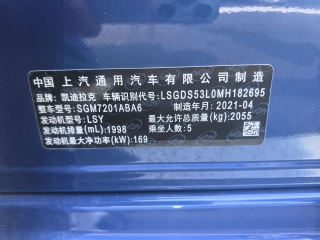 中国 上汽通用汽车有限公司制造
品牌:凯迪拉克 车辆识别代号:LSGDS53L0MH182695
整车型号:SGM7201ABA6 制造年月:2021-04
发动机型号:LSY 最大允许总质量(kg):2055
发动机排量(mL):1998 乘坐人数:5
发动机最大净功率(kW):169